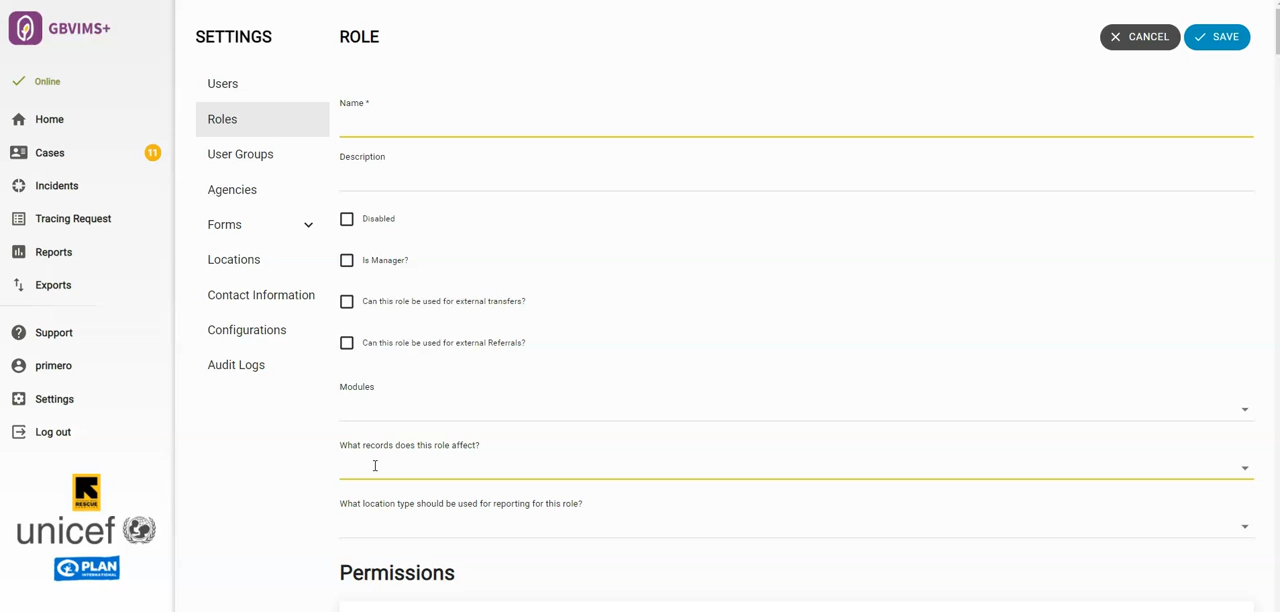 GBVIMS+
Online
Home
Cases 11
Incidents
Tracing Request
Reports
Exports
Support
primero
Settings
Log out
RESCUE
unicef
PLAN
INTERNATIONAL
SETTINGS
Users
Roles
User Groups
Agencies
Forms
Locations
Contact Information
Configurations
Audit Logs
ROLE
CANCEL SAVE
Name *
Description
Disabled
Is Manager?
Can this role be used for external transfers?
Can this role be used for external Referrals?
Modules
What records does this role affect?
What location type should be used for reporting for this role?
Permissions